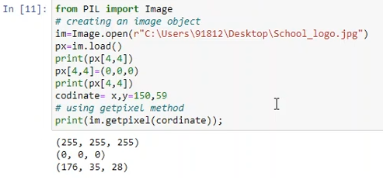 In [11]:
from PIL import Image
# creating an image object
im=Image.open(r"C:\Users\91812\Desktop\School_logo.jpg")
px=im.load()
print(px[4,4])
px[4,4]=(0,0,0)
print(px[4,4])
codinate= x,y=150,59
# using getpixel method
print(im.getpixel(cordinate));
(255, 255, 255)
(0, 0, 0)
(176, 35, 28)